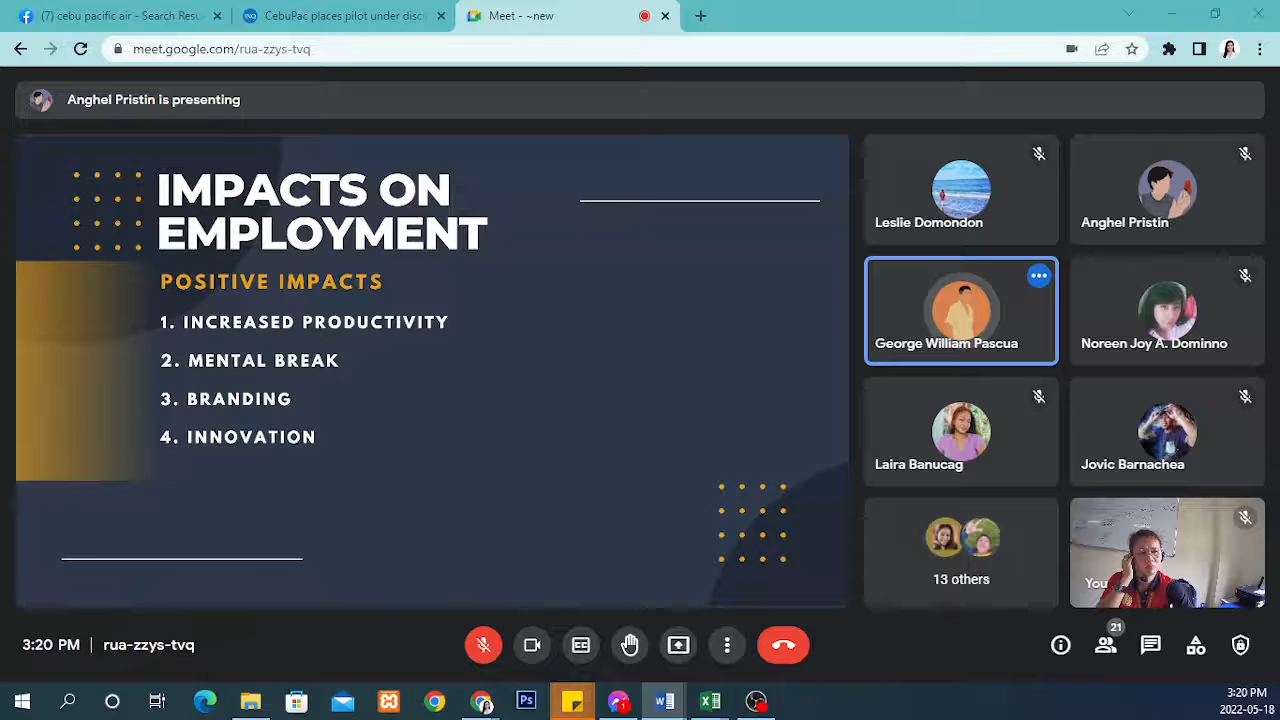 (7) cebu pacific air - Search Resu
CebuPac places pilot under disci
Meet - ~new
meet.google.com/rua-zzys-tvq
Anghel Pristin is presenting
IMPACTS ON
EMPLOYMENT
POSITIVE IMPACTS
1. INCREASED PRODUCTIVITY
2. MENTAL BREAK
3. BRANDING
4. INNOVATION
Leslie Domondon
Anghel Pristin
George William Pascua
Noreen Joy A. Dominno
Laira Banucag
Jovic Barnachea
13 others
You
3:20 PM | rua-zzys-tvq
21
3:20 PM
2022-05-18